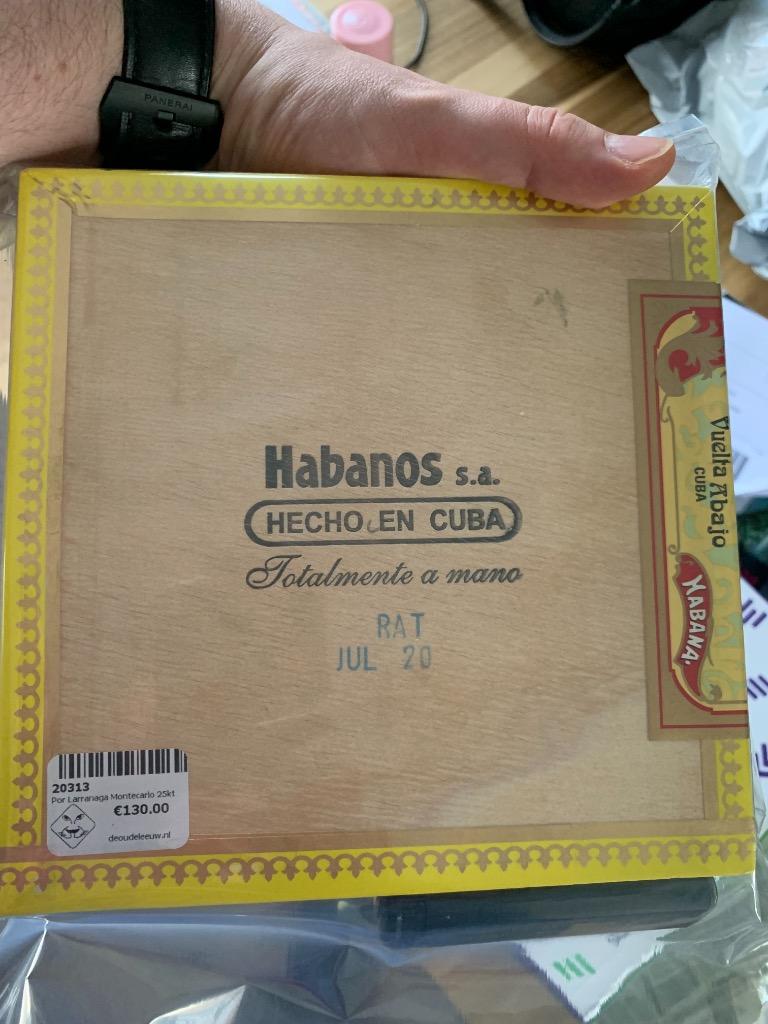 PANERAI
Habanos s.a.
HECHO EN CUBA
Totalmente a mano
RAT
JUL 20
Vuelta Abajo
CUBA
HABANA.
20313
Por Larranaga Montecarlo 25kt
€130.00
deoudeleeuw.nl